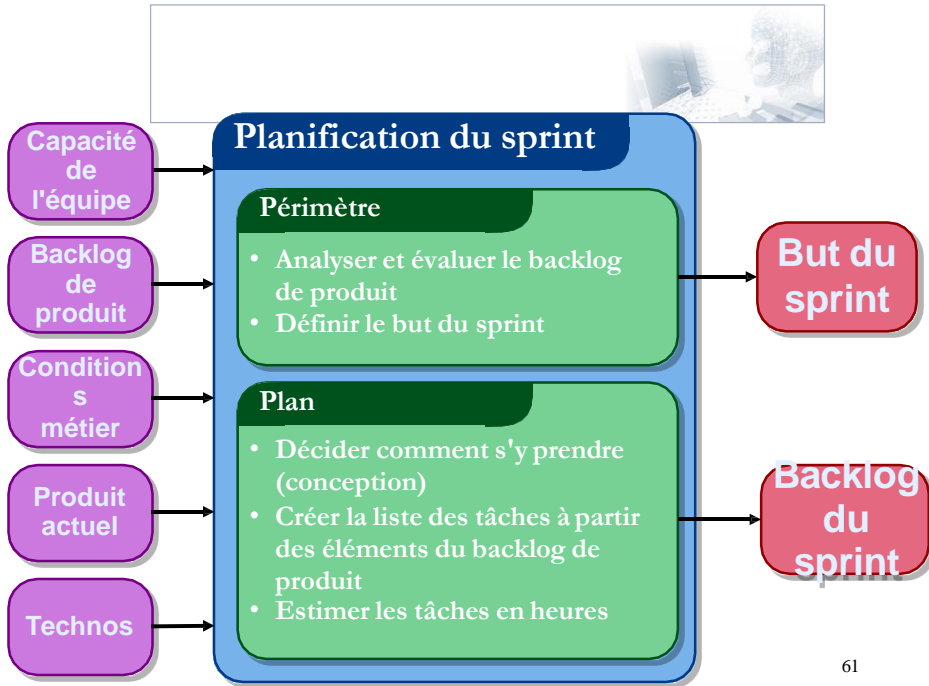 Planification du sprint
Capacité
de
l'équipe
Backlog
de
produit
Condition
s
métier
Produit
actuel
Technos
Périmètre
• Analyser et évaluer le backlog
de produit
• Définir le but du sprint
Plan
• Décider comment s'y prendre
(conception)
• Créer la liste des tâches à partir
des éléments du backlog de
produit
• Estimer les tâches en heures
But du
sprint
Backlog
du
sprint
61